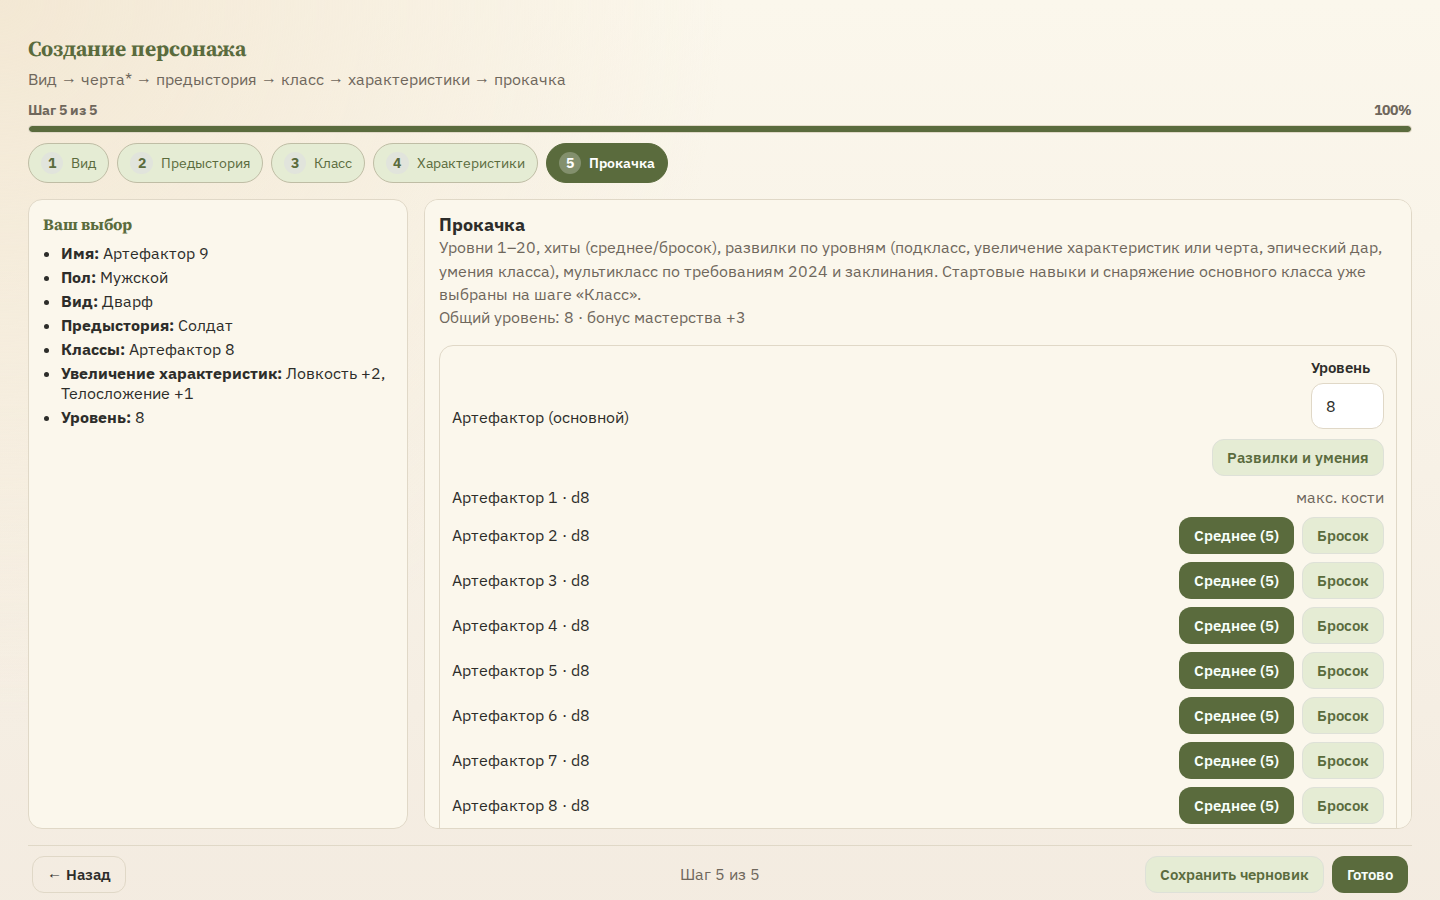 Создание персонажа
Вид → черта* → предыстория → класс → характеристики → прокачка
Шаг 5 из 5
100%
1 Вид
2 Предыстория
3 Класс
4 Характеристики
5 Прокачка
Ваш выбор
• Имя: Артефактор 9
• Пол: Мужской
• Вид: Дварф
• Предыстория: Солдат
• Классы: Артефактор 8
• Увеличение характеристик: Ловкость +2,
Телосложение +1
• Уровень: 8
Прокачка
Уровни 1–20, хиты (среднее/бросок), развилки по уровням (подкласс, увеличение характеристик или черта, эпический дар,
умения класса), мультикласс по требованиям 2024 и заклинания. Стартовые навыки и снаряжение основного класса уже
выбраны на шаге «Класс».
Общий уровень: 8 · бонус мастерства +3
Уровень
Артефактор (основной)
8
Развилки и умения
Артефактор 1 · d8
макс. кости
Артефактор 2 · d8
Среднее (5)
Бросок
Артефактор 3 · d8
Среднее (5)
Бросок
Артефактор 4 · d8
Среднее (5)
Бросок
Артефактор 5 · d8
Среднее (5)
Бросок
Артефактор 6 · d8
Среднее (5)
Бросок
Артефактор 7 · d8
Среднее (5)
Бросок
Артефактор 8 · d8
Среднее (5)
Бросок
← Назад
Шаг 5 из 5
Сохранить черновик
Готово